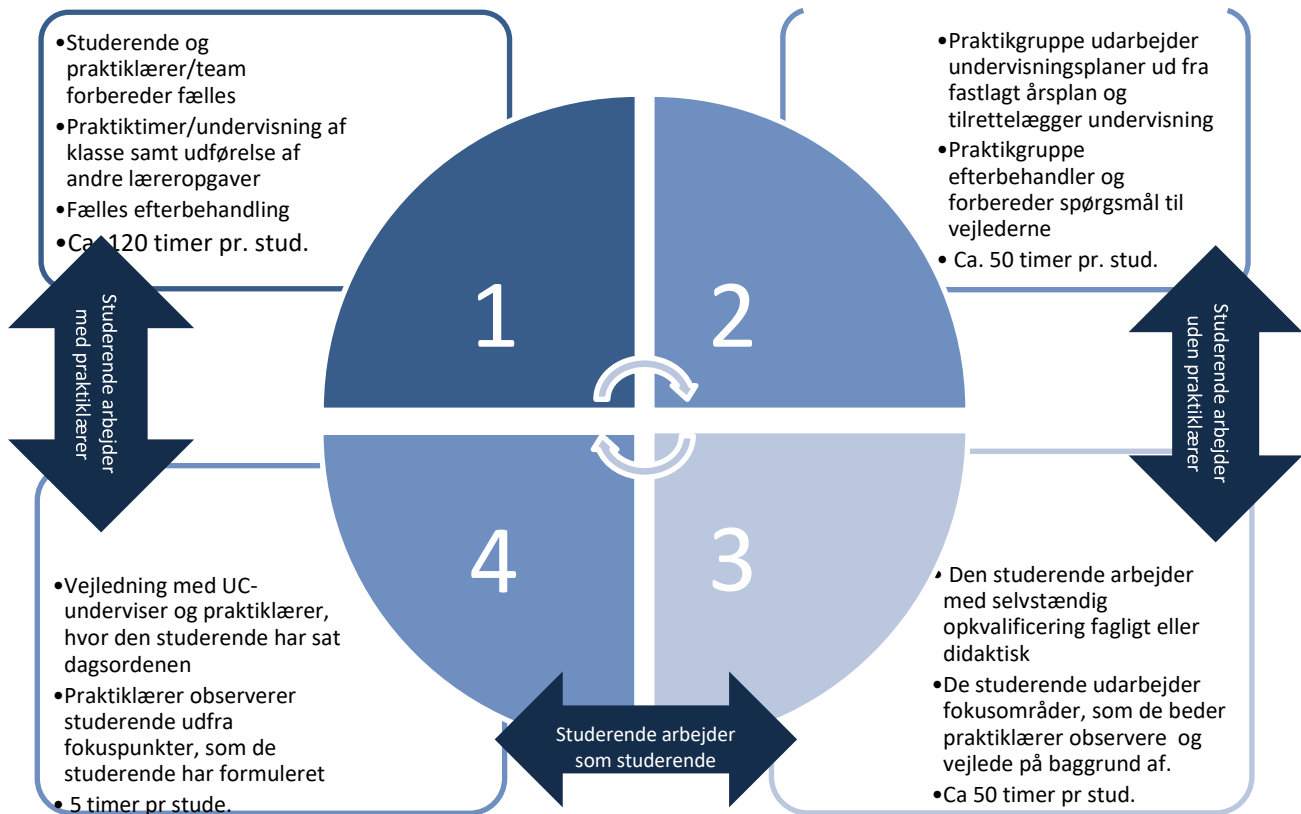 •Studerende og
praktiklærer/team
forbereder fælles
•Praktiktimer/undervisning af
klasse samt udførelse af
andre læreropgaver
•Fælles efterbehandling
•Ca. 120 timer pr. stud.
•Praktikgruppe udarbejder
undervisningsplaner ud fra
fastlagt årsplan og
tilrettelægger undervisning
•Praktikgruppe
efterbehandler og
forbereder spørgsmål til
vejlederne
• Ca. 50 timer pr. stud.
1
2
Studerende arbejder
med praktiklærer
Studerende arbejder
uden praktiklærer
4
3
•Vejledning med UC-
underviser og praktiklærer,
hvor den studerende har sat
dagsordenen
•Praktiklærer observerer
studerende udfra
fokuspunkter, som de
studerende har formuleret
• 5 timer pr stude.
• Den studerende arbejder
med selvstændig
opkvalificering fagligt eller
didaktisk
•De studerende udarbejder
fokusområder, som de beder
praktiklærer observere og
vejlede på baggrund af.
•Ca 50 timer pr stud.
Studerende arbejder
som studerende